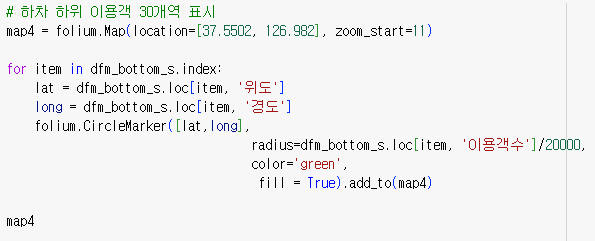 # 하차 하위 이용객 30개역 표시
map4 = folium.Map(location=[37.5502, 126.982], zoom_start=11)
for item in dfm_bottom_s.index:
lat = dfm_bottom_s.loc[item, '위도']
long = dfm_bottom_s.loc[item, '경도']
folium.CircleMarker([lat,long],
radius=dfm_bottom_s.loc[item, '이용객수']/20000,
color='green',
fill = True).add_to(map4)
map4